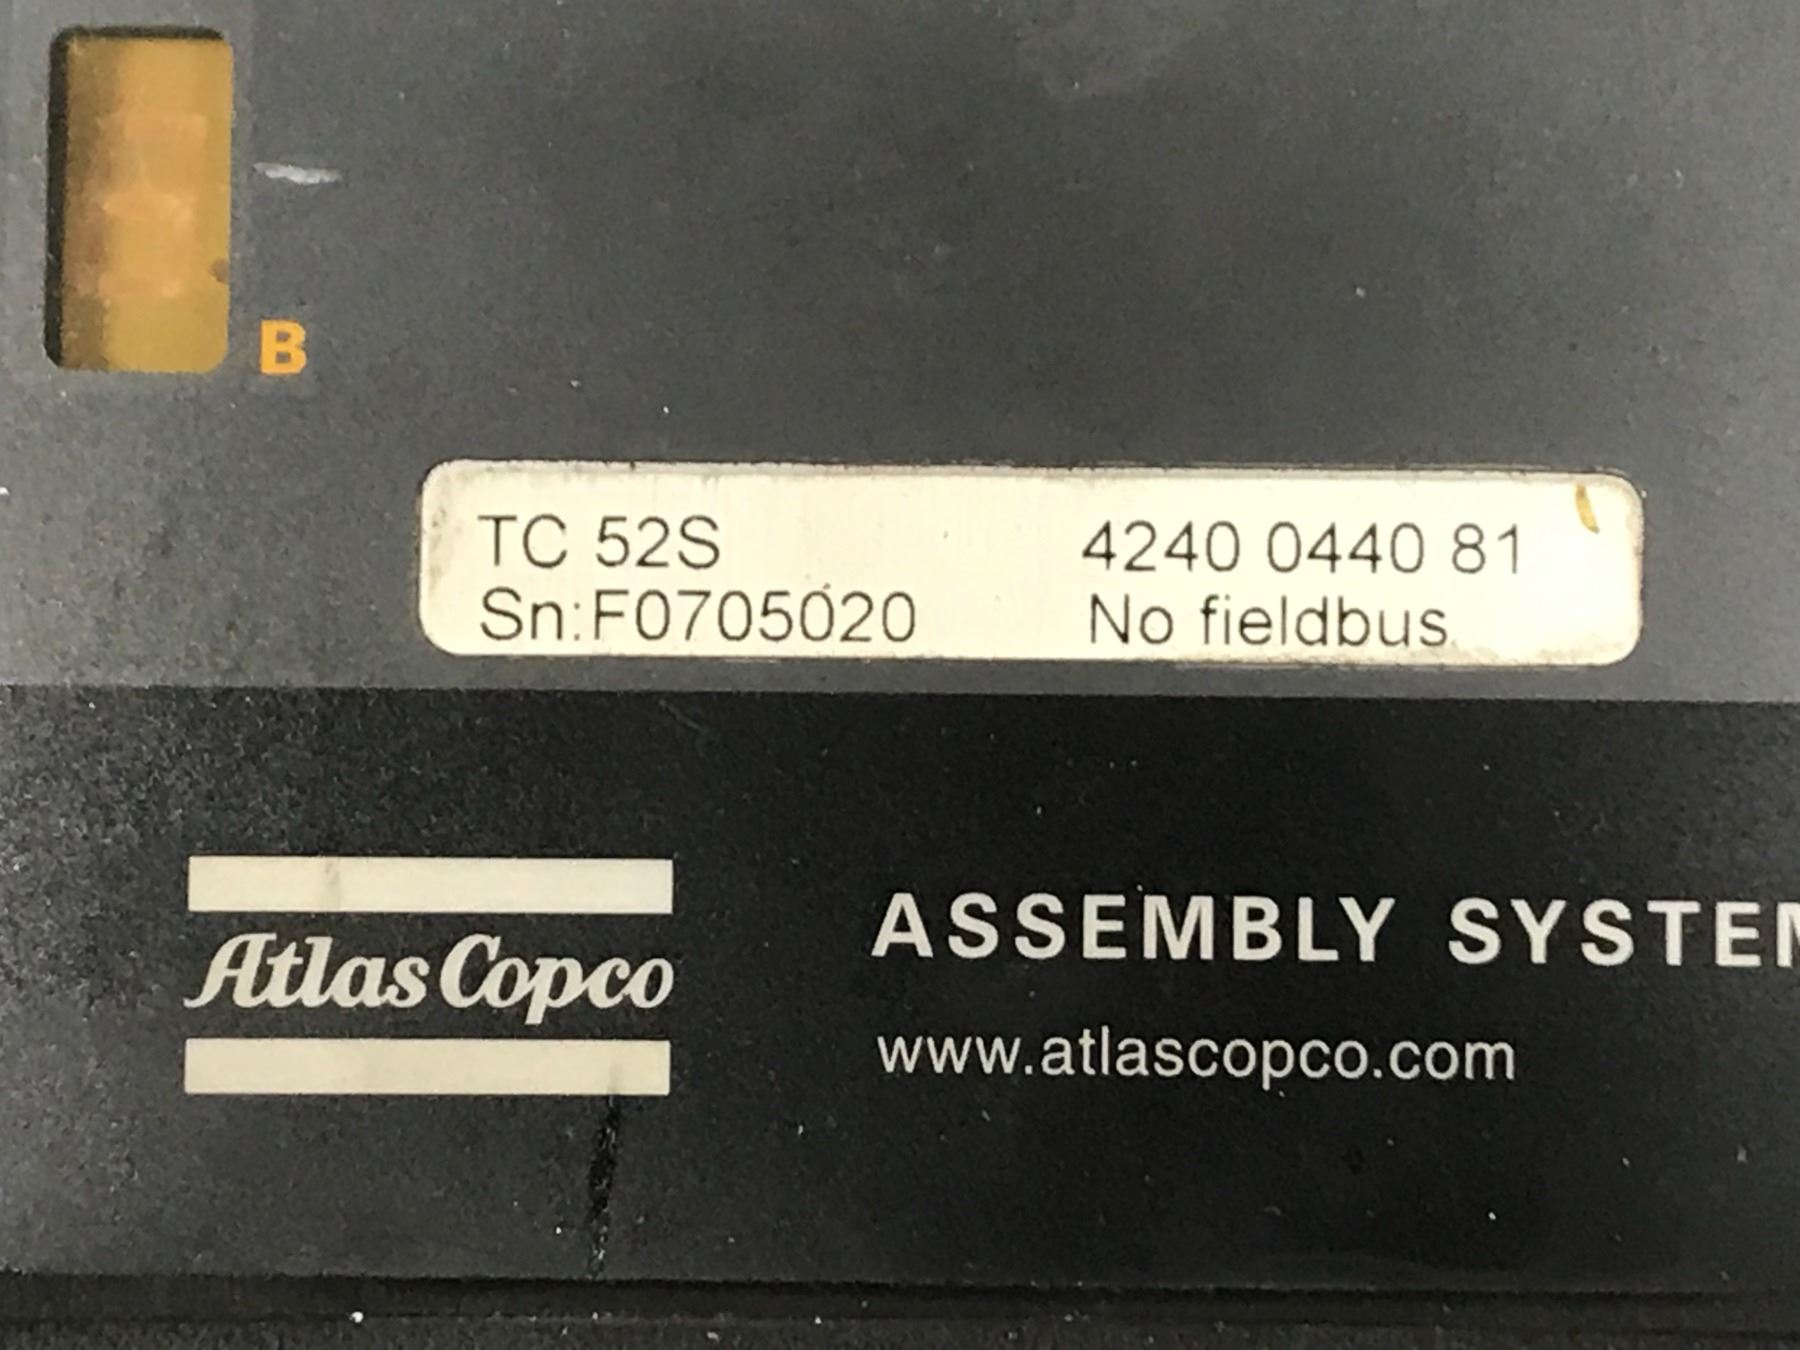 B
TC 52S 4240 0440 81
Sn:F0705020 No fieldbus
Atlas Copco
ASSEMBLY SYSTEM
www.atlascopco.com